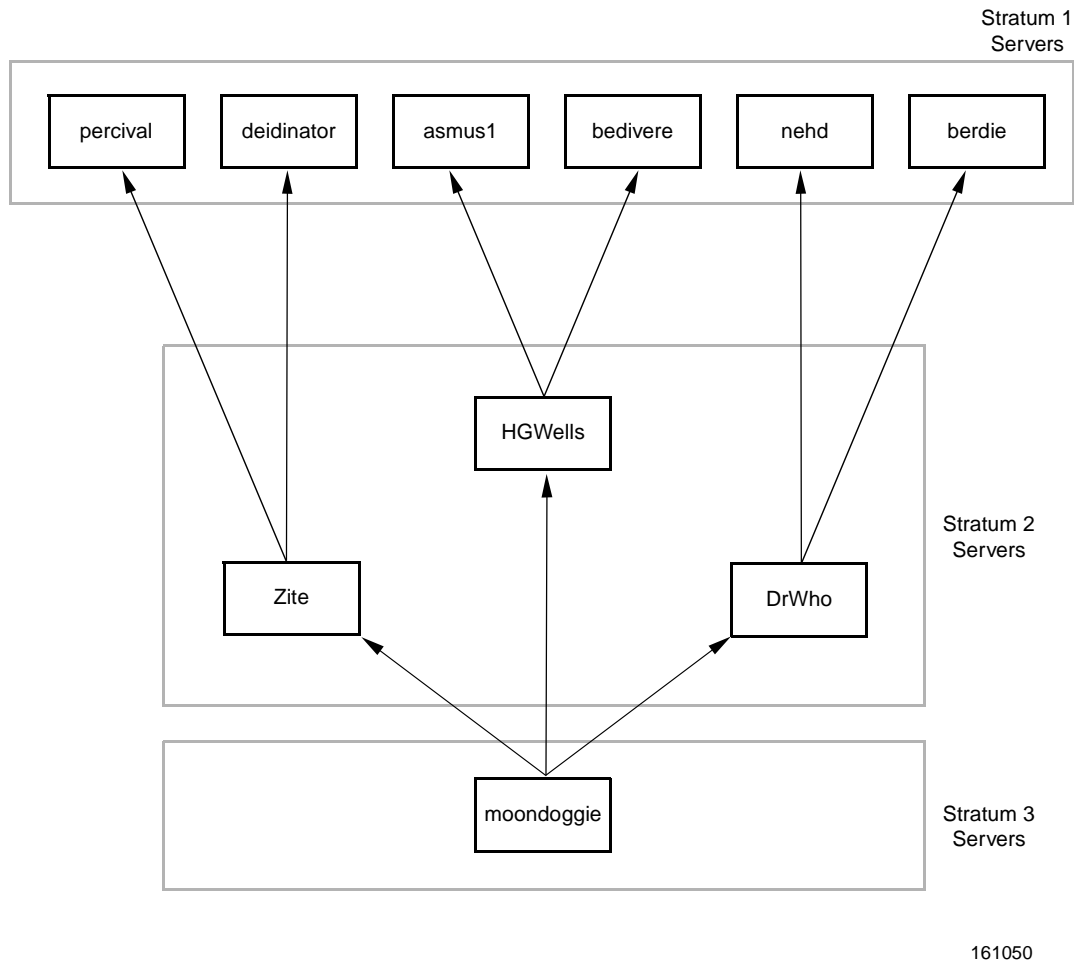 Stratum 1
Servers
percival
deidinator
asmus1
bedivere
nehd
berdie
HGWells
Stratum 2
Servers
Zite
DrWho
moondoggie
Stratum 3
Servers
161050